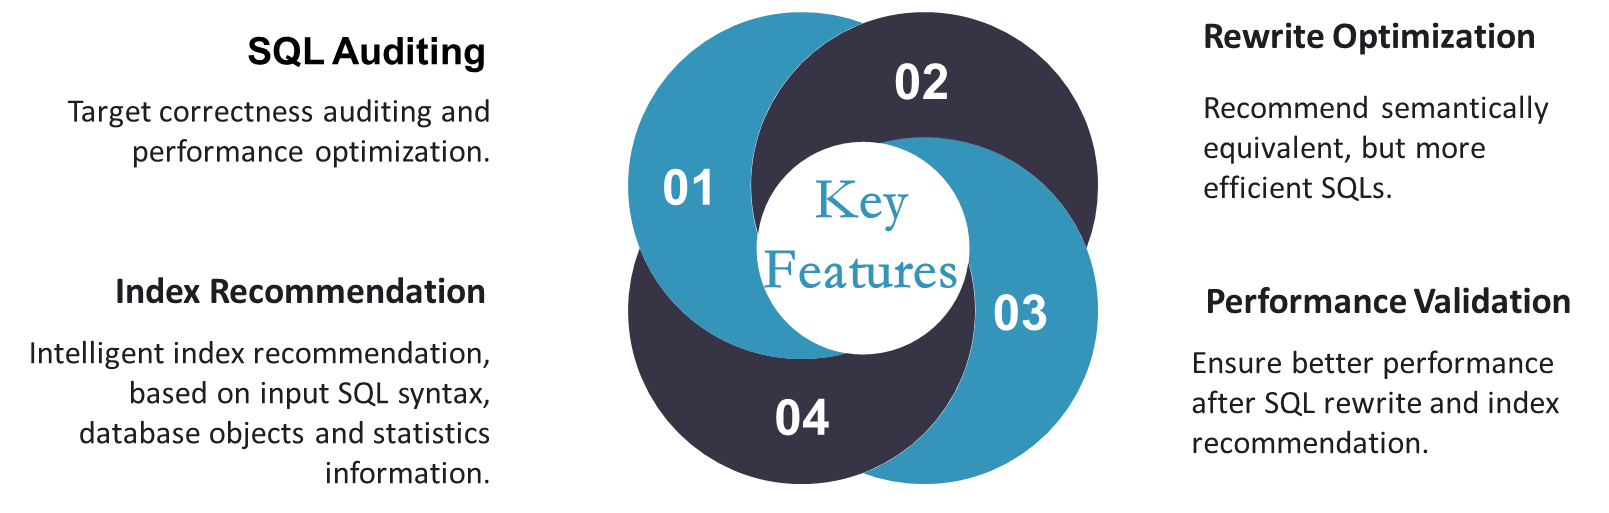 SQL Auditing
Target correctness auditing and
performance optimization.
Index Recommendation
Intelligent index recommendation,
based on input SQL syntax,
database objects and statistics
information.
01
02
Key
Features
03
04
Rewrite Optimization
Recommend semantically
equivalent, but more
efficient SQLs.
Performance Validation
Ensure better performance
after SQL rewrite and index
recommendation.